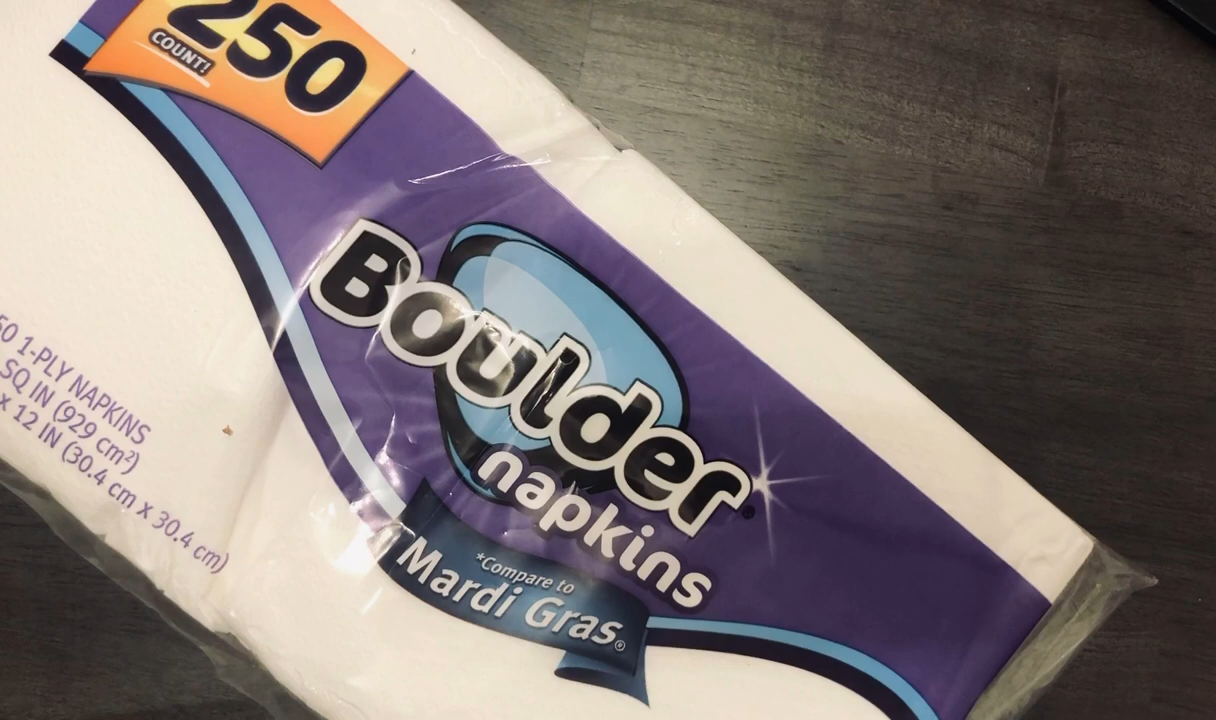 250
COUNT!
Boulder®
napkins
*Compare to
Mardi Gras®
1-PLY NAPKINS
SQ IN (929 cm²)
x 12 IN (30.4 cm x 30.4 cm)